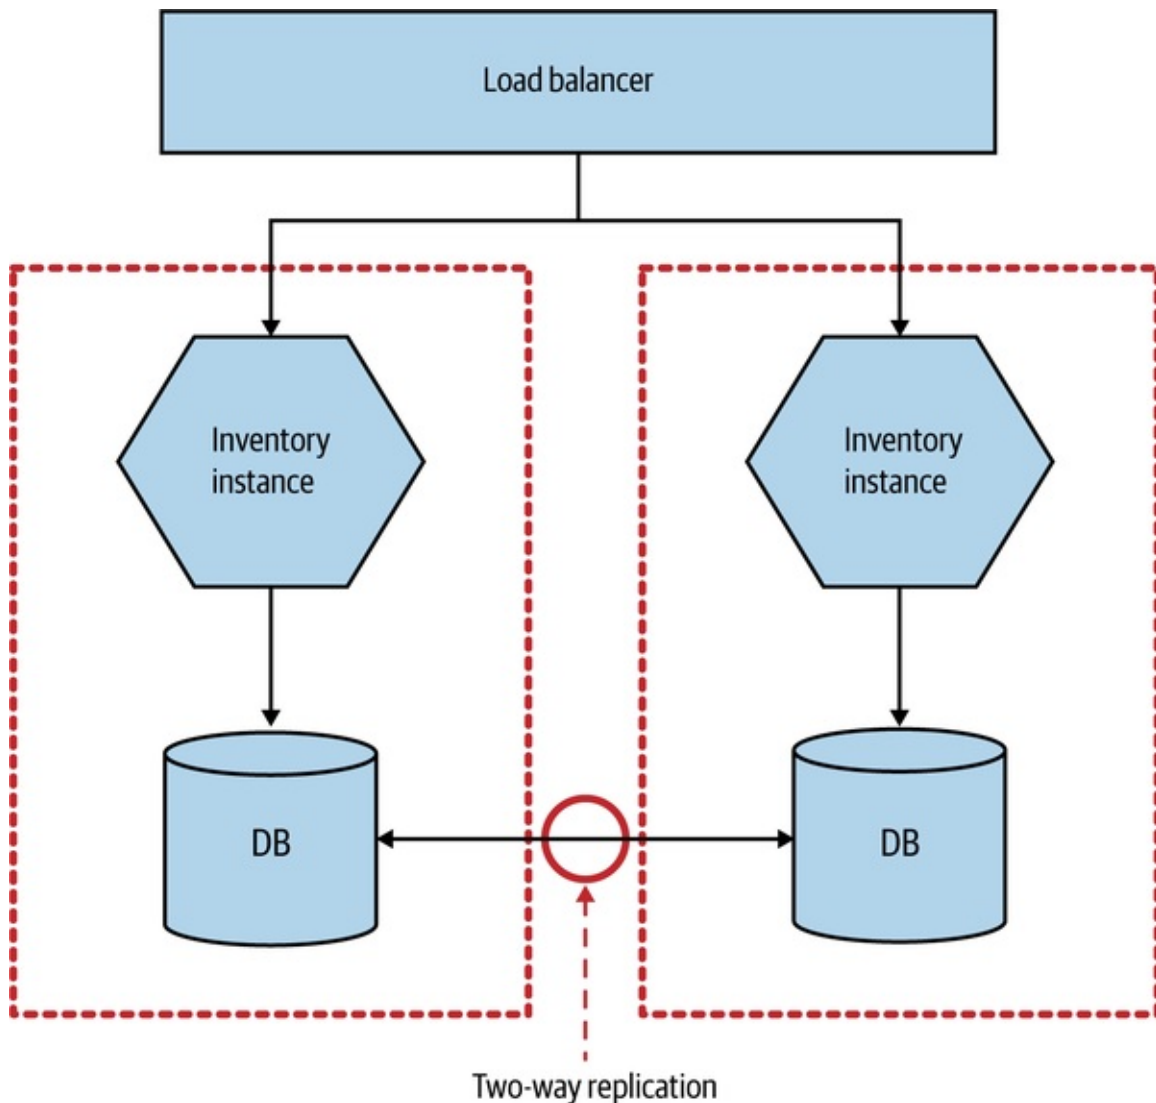 Load balancer
Inventory
instance
Inventory
instance
DB
DB
Two-way replication